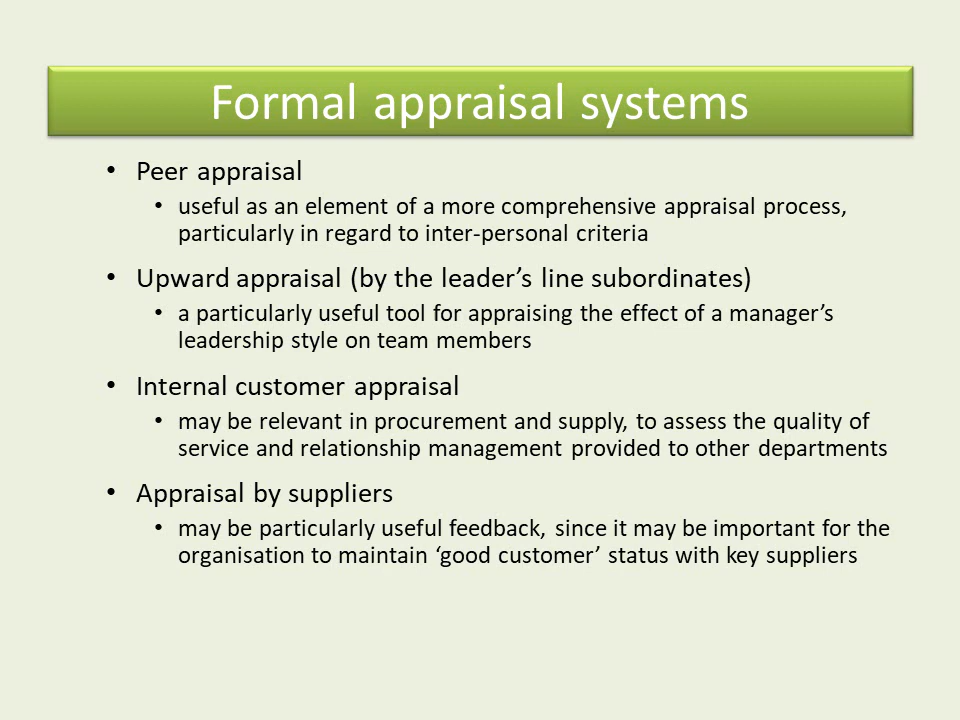 Formal appraisal systems
• Peer appraisal
• useful as an element of a more comprehensive appraisal process,
particularly in regard to inter-personal criteria
• Upward appraisal (by the leader’s line subordinates)
• a particularly useful tool for appraising the effect of a manager’s
leadership style on team members
• Internal customer appraisal
• may be relevant in procurement and supply, to assess the quality of
service and relationship management provided to other departments
• Appraisal by suppliers
• may be particularly useful feedback, since it may be important for the
organisation to maintain ‘good customer’ status with key suppliers